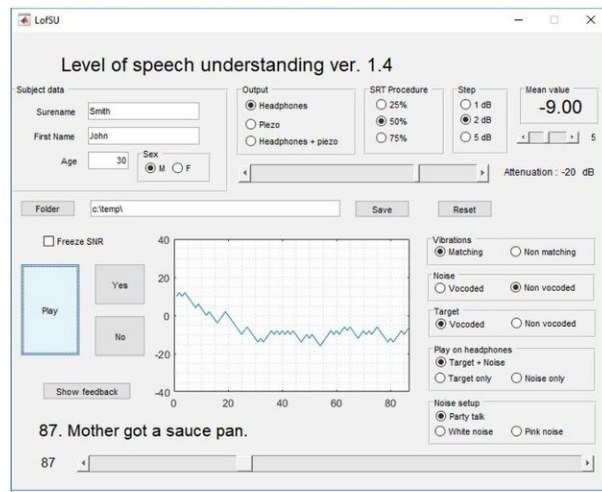 LofSU
Level of speech understanding ver. 1.4
Subject data
Surename Smith
First Name John
Age 30
Sex
M F
Output
Headphones
Piezo
Headphones + piezo
SRT Procedure
25%
50%
75%
Step
1 dB
2 dB
5 dB
Mean value
-9.00
5
Attenuation : -20 dB
Folder c:\temp\ Save Reset
Freeze SNR
Play
Yes
No
Show feedback
40
20
0
-20
-40
0 20 40 60 80
Vibrations
Matching Non matching
Noise
Vocoded Non vocoded
Target
Vocoded Non vocoded
Play on headphones
Target + Noise
Target only Noise only
Noise setup
Party talk
White noise Pink noise
87. Mother got a sauce pan.
87